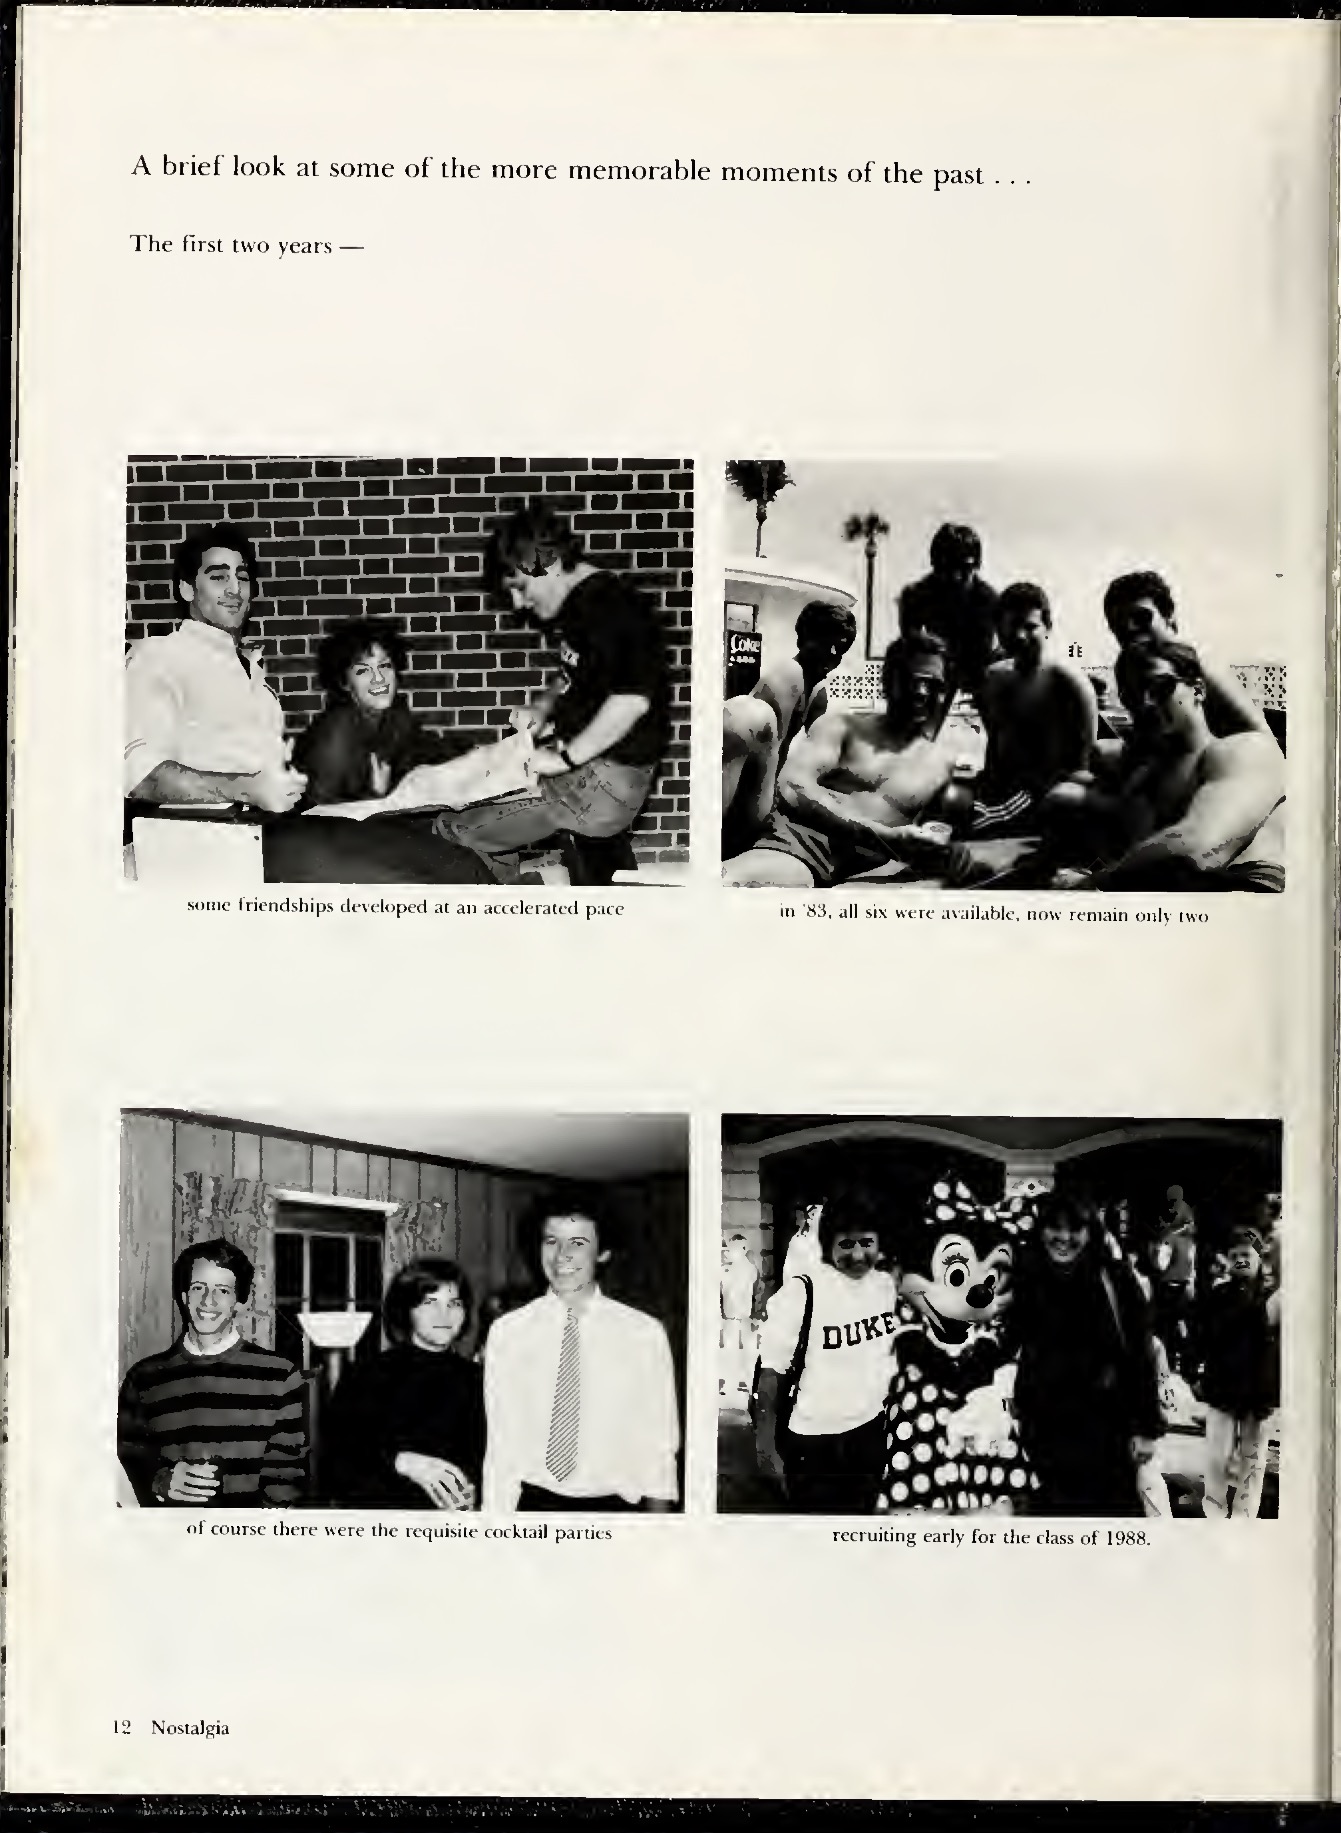 A brief look at some of the more memorable moments of the past . . .
The first two years —
Coke
some friendships developed at an accelerated pace
in '83, all six were available, now remain only two
DUKE
of course there were the requisite cocktail parties
recruiting early for the class of 1988.
12 Nostalgia